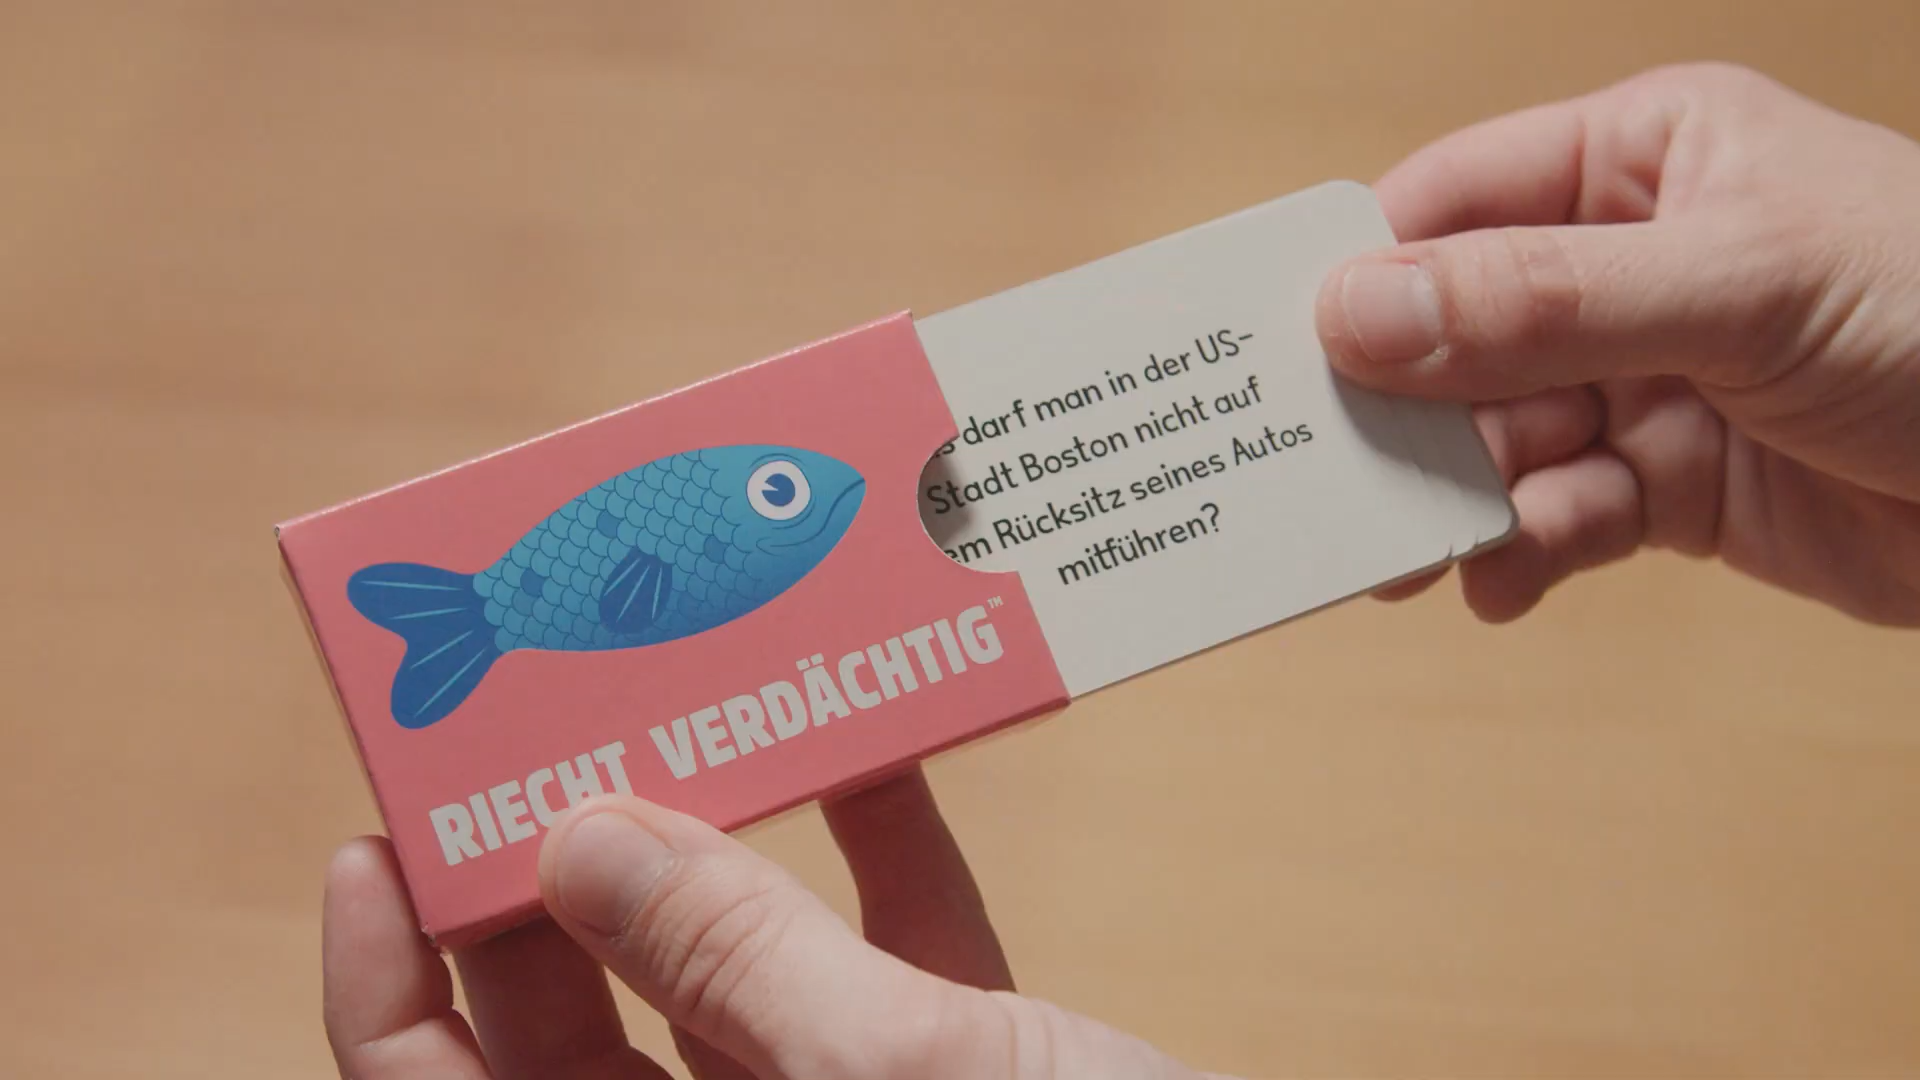 darf man in der US-
Stadt Boston nicht auf
Rücksitz seines Autos
mitführen?
RIECHT VERDÄCHTIG™